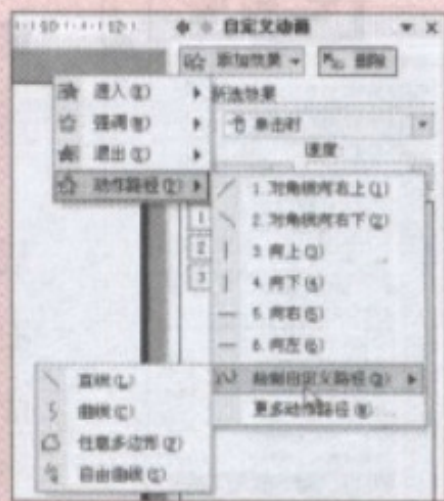 自定义动画
添加效果 删除
进入(E)
所选效果
强调(M)
单击时
退出(X)
速度
动作路径(P)
1. 对角线向右上(1)
2. 对角线向右下(2)
3. 向上(3)
4. 向下(4)
5. 向右(5)
6. 向左(6)
绘制自定义路径(D)
更多动作路径(M)...
1
2
3
直线(L)
曲线(C)
任意多边形(F)
自由曲线(S)